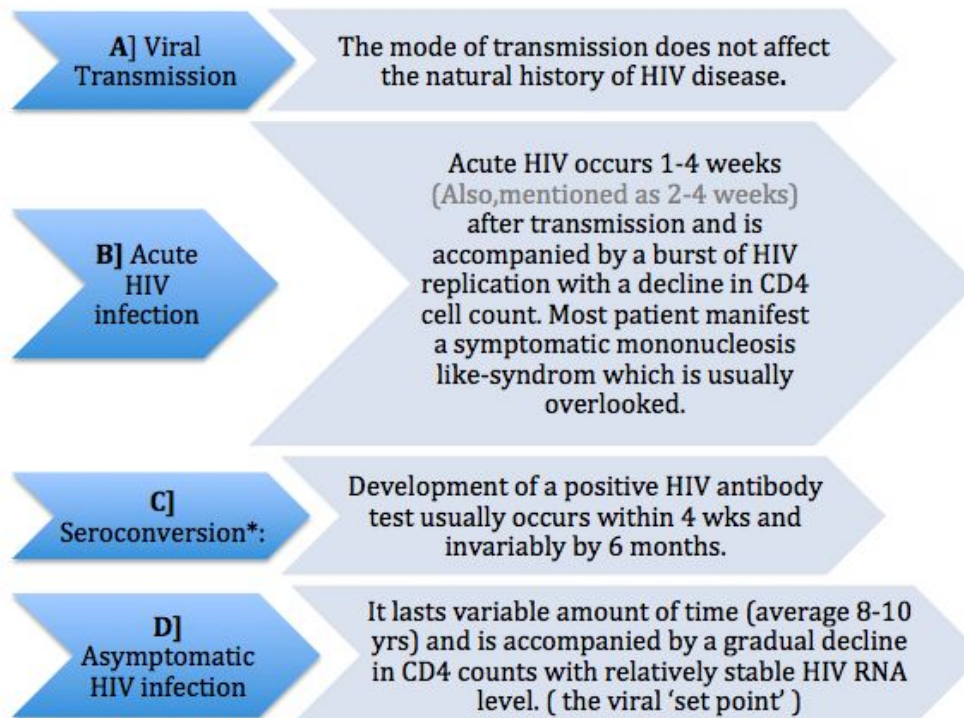 A] Viral
Transmission
The mode of transmission does not affect
the natural history of HIV disease.
B] Acute
HIV
infection
Acute HIV occurs 1-4 weeks
(Also,mentioned as 2-4 weeks)
after transmission and is
accompanied by a burst of HIV
replication with a decline in CD4
cell count. Most patient manifest
a symptomatic mononucleosis
like-syndrom which is usually
overlooked.
C]
Seroconversion*:
Development of a positive HIV antibody
test usually occurs within 4 wks and
invariably by 6 months.
D]
Asymptomatic
HIV infection
It lasts variable amount of time (average 8-10
yrs) and is accompanied by a gradual decline
in CD4 counts with relatively stable HIV RNA
level. ( the viral ‘set point’ )